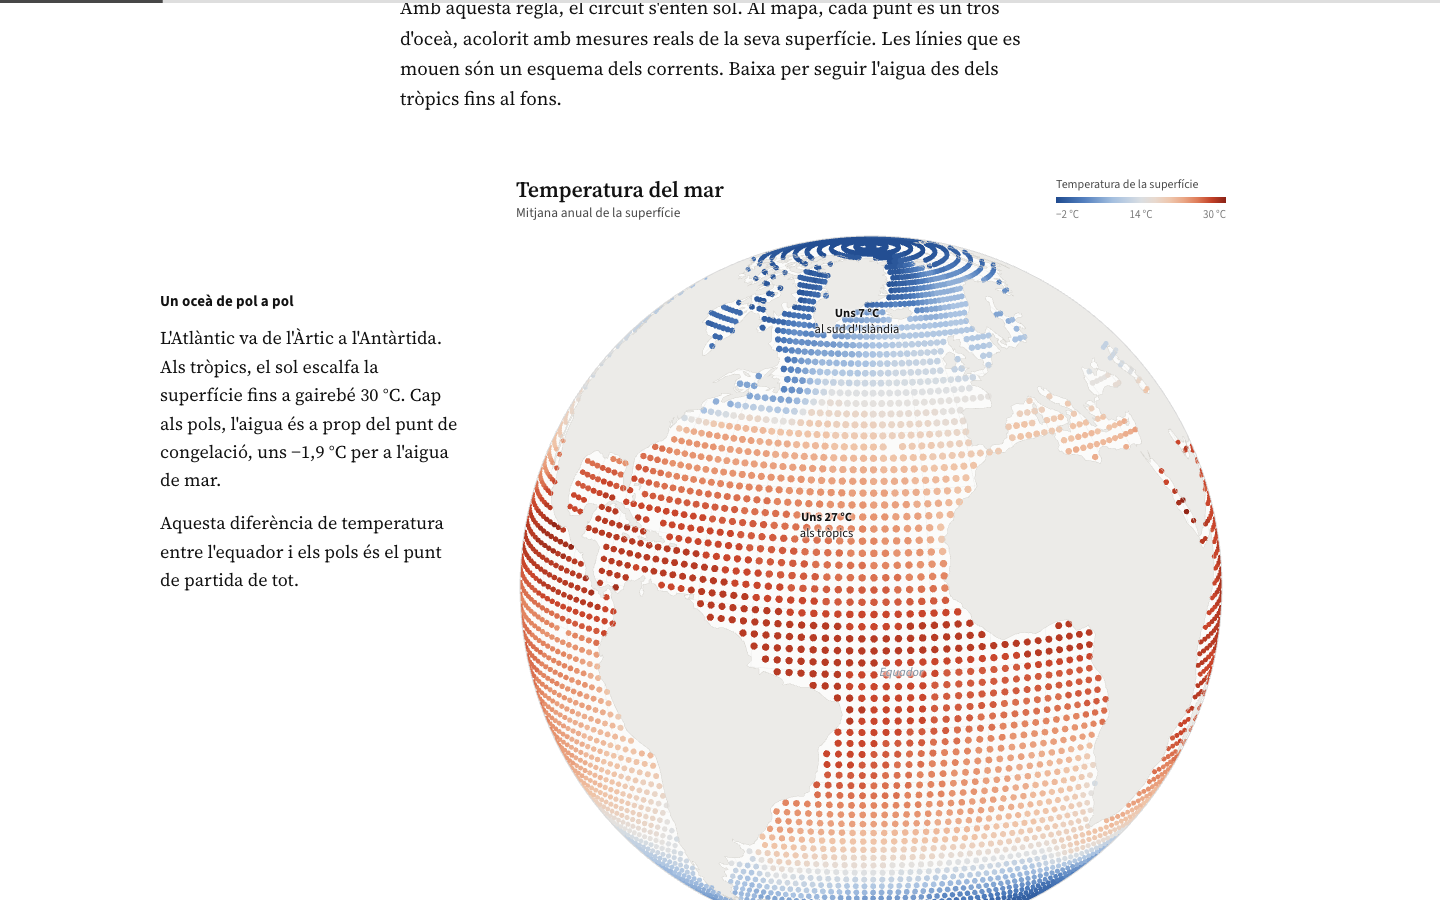 Amb aquesta regla, el circuit s'entén sol. Al mapa, cada punt és un tros
d'oceà, acolorit amb mesures reals de la seva superfície. Les línies que es
mouen són un esquema dels corrents. Baixa per seguir l'aigua des dels
tròpics fins al fons.
Temperatura del mar
Mitjana anual de la superfície
Temperatura de la superfície
−2 °C 14 °C 30 °C
Un oceà de pol a pol
L'Atlàntic va de l'Àrtic a l'Antàrtida.
Als tròpics, el sol escalfa la
superfície fins a gairebé 30 °C. Cap
als pols, l'aigua és a prop del punt de
congelació, uns −1,9 °C per a l'aigua
de mar.
Aquesta diferència de temperatura
entre l'equador i els pols és el punt
de partida de tot.
Uns 7 °C
al sud d'Islàndia
Uns 27 °C
als tròpics
Equador